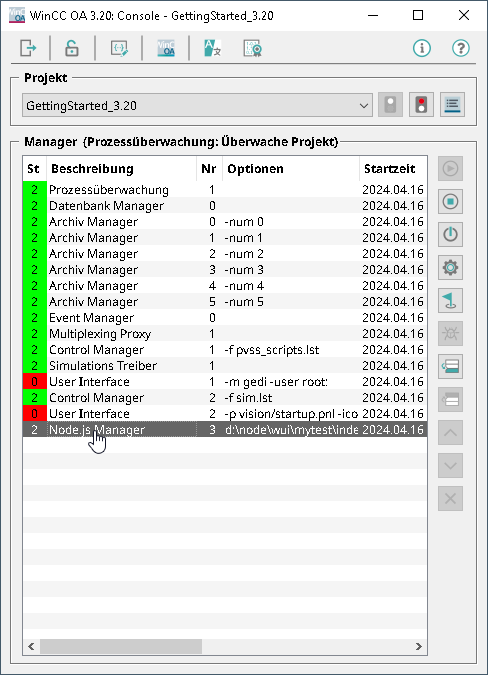 WinCC OA 3.20: Console - GettingStarted_3.20
WinCC OA
Projekt
GettingStarted_3.20
Manager {Prozessüberwachung: Überwache Projekt}
St Beschreibung Nr Optionen Startzeit
2 Prozessüberwachung 1 2024.04.16
2 Datenbank Manager 0 2024.04.16
2 Archiv Manager 0 -num 0 2024.04.16
2 Archiv Manager 1 -num 1 2024.04.16
2 Archiv Manager 2 -num 2 2024.04.16
2 Archiv Manager 3 -num 3 2024.04.16
2 Archiv Manager 4 -num 4 2024.04.16
2 Archiv Manager 5 -num 5 2024.04.16
2 Event Manager 0 2024.04.16
2 Multiplexing Proxy 1 2024.04.16
2 Control Manager 1 -f pvss_scripts.lst 2024.04.16
2 Simulations Treiber 1 2024.04.16
0 User Interface 1 -m gedi -user root: 2024.04.16
2 Control Manager 2 -f sim.lst 2024.04.16
0 User Interface 2 -p vision/startup.pnl -ico 2024.04.16
2 Node.js Manager 3 d:\node\wui\mytest\inde 2024.04.16